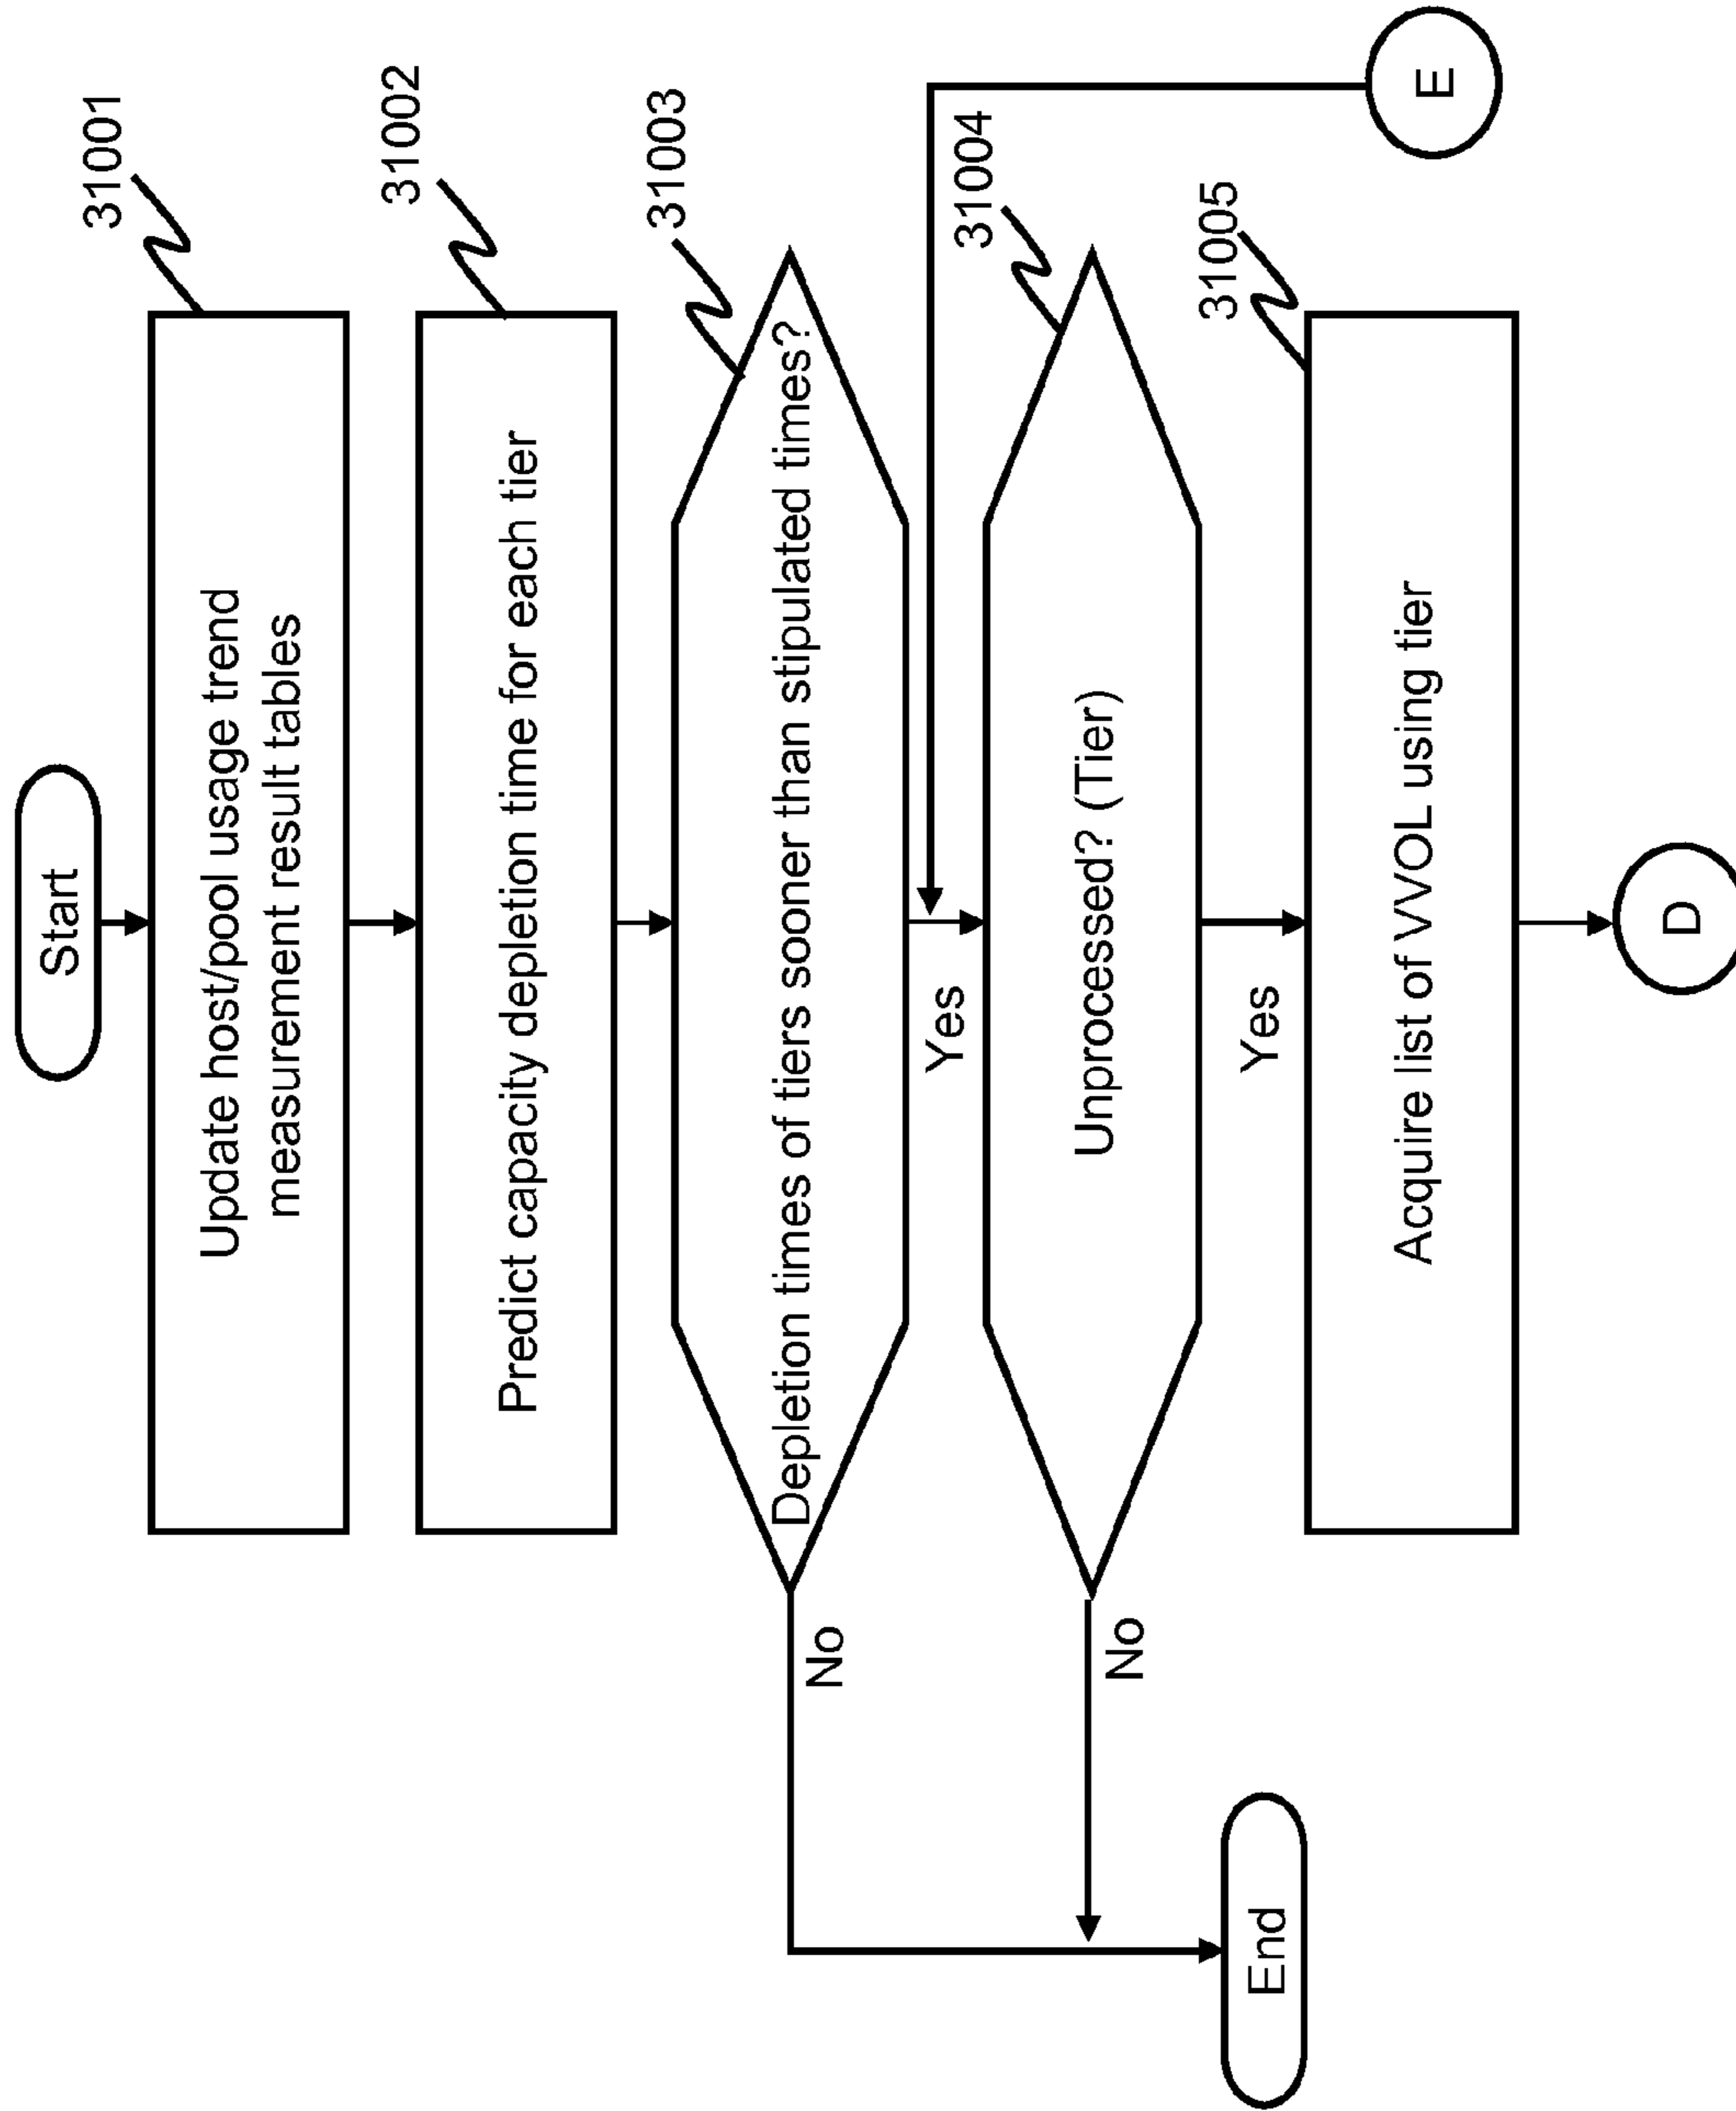 Start
31001
Update host/pool usage trend
measurement result tables
31002
Predict capacity depletion time for each tier
31003
Depletion times of tiers sooner than stipulated times?
No
Yes
31004
Unprocessed? (Tier)
No
Yes
31005
Acquire list of VVOL using tier
End
D
E